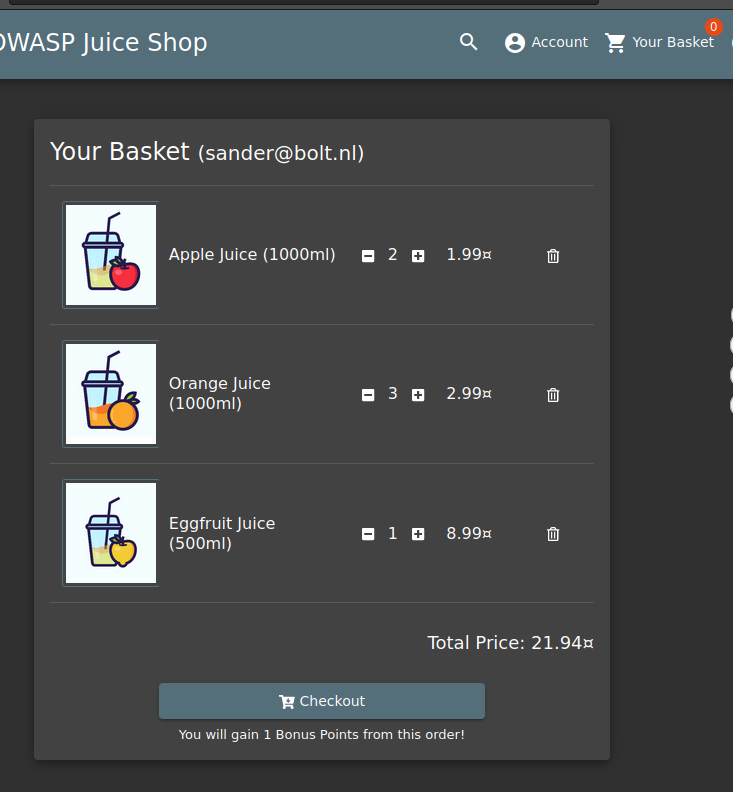 OWASP Juice Shop
Account
Your Basket
0
Your Basket (sander@bolt.nl)
Apple Juice (1000ml)
2
1.99¤
Orange Juice
(1000ml)
3
2.99¤
Eggfruit Juice
(500ml)
1
8.99¤
Total Price: 21.94¤
Checkout
You will gain 1 Bonus Points from this order!